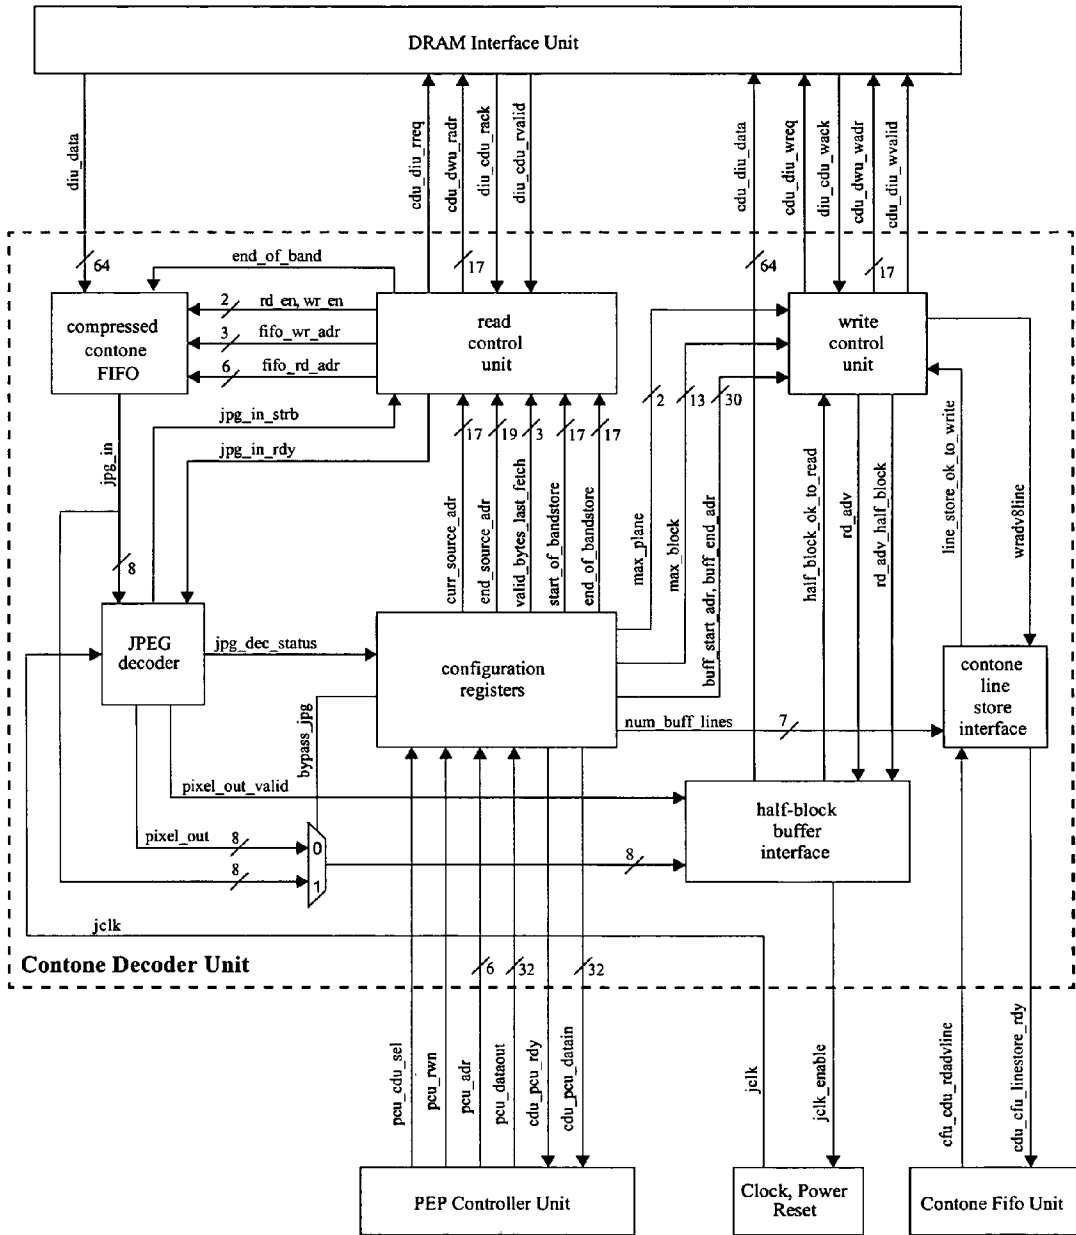 DRAM Interface Unit
diu_data
cdu_diu_rreq
cdu_dwu_radr
diu_cdu_rack
diu_cdu_rvalid
cdu_diu_data
cdu_diu_wreq
diu_cdu_wack
cdu_dwu_wadr
cdu_diu_wvalid
64
end_of_band
17
64
17
compressed
contone
FIFO
2
rd_en, wr_en
3
fifo_wr_adr
6
fifo_rd_adr
read
control
unit
write
control
unit
jpg_in
jpg_in_strb
jpg_in_rdy
17
19
3
17
17
2
13
30
curr_source_adr
end_source_adr
valid_bytes_last_fetch
start_of_bandstore
end_of_bandstore
max_plane
max_block
buff_start_adr, buff_end_adr
half_block_ok_to_read
rd_adv
rd_adv_half_block
line_store_ok_to_write
wradv8line
8
JPEG
decoder
jpg_dec_status
configuration
registers
contone
line
store
interface
bypass_jpg
num_buff_lines
7
pixel_out_valid
half-block
buffer
interface
pixel_out
8
0
8
1
8
jclk
Contone Decoder Unit
6
32
32
pcu_cdu_sel
pcu_rwn
pcu_adr
pcu_dataout
cdu_pcu_rdy
cdu_pcu_datain
jclk
jclk_enable
cfu_cdu_rdadvline
cdu_cfu_linestore_rdy
PEP Controller Unit
Clock, Power
Reset
Contone Fifo Unit